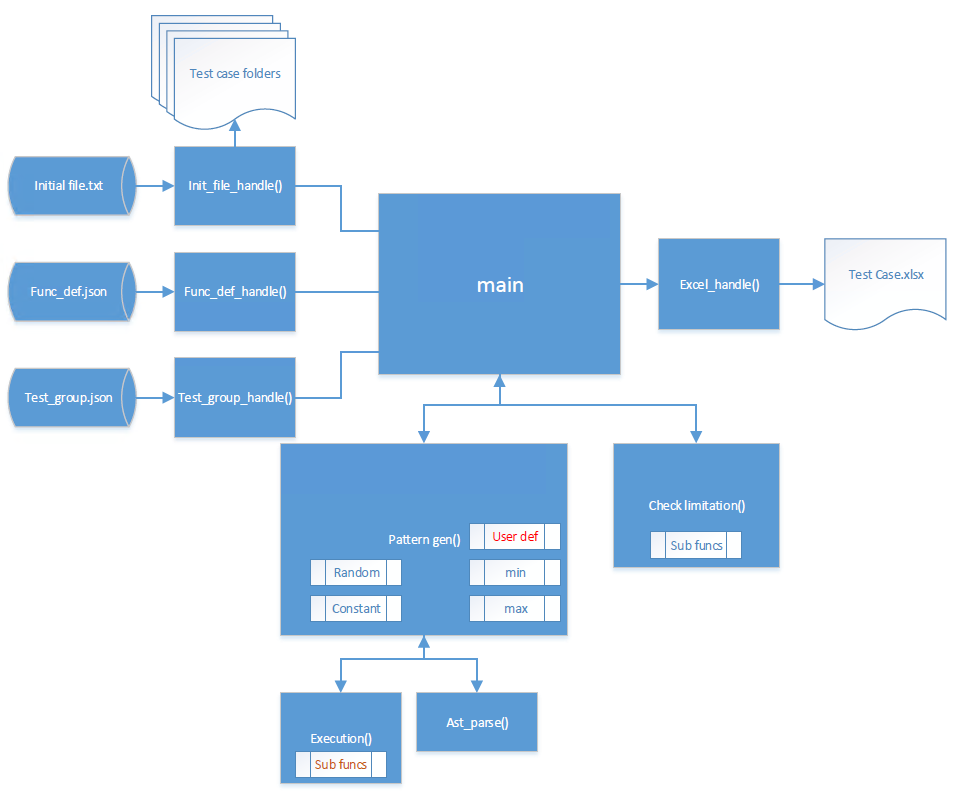 Test case folders
Initial file.txt
Init_file_handle()
Func_def.json
Func_def_handle()
main
Excel_handle()
Test Case.xlsx
Test_group.json
Test_group_handle()
Pattern gen()
User def
Random
min
Constant
max
Check limitation()
Sub funcs
Execution()
Sub funcs
Ast_parse()